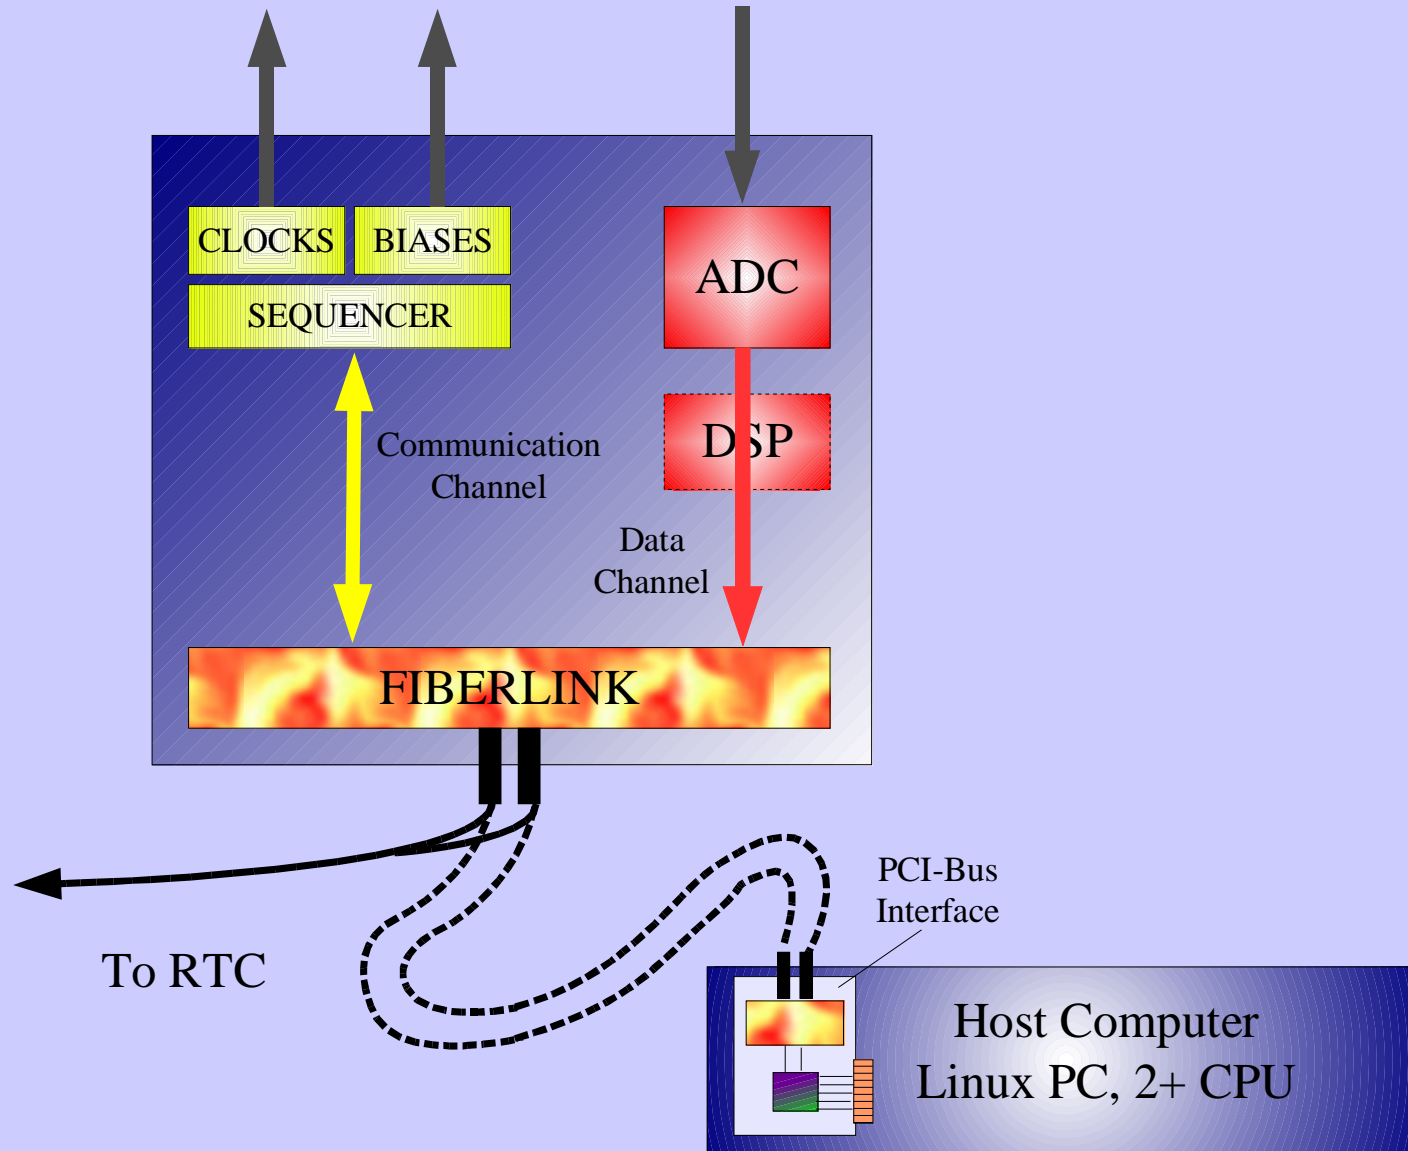 CLOCKS
BIASES
ADC
SEQUENCER
DSP
Communication
Channel
Data
Channel
FIBERLINK
PCI-Bus
Interface
To RTC
Host Computer
Linux PC, 2+ CPU